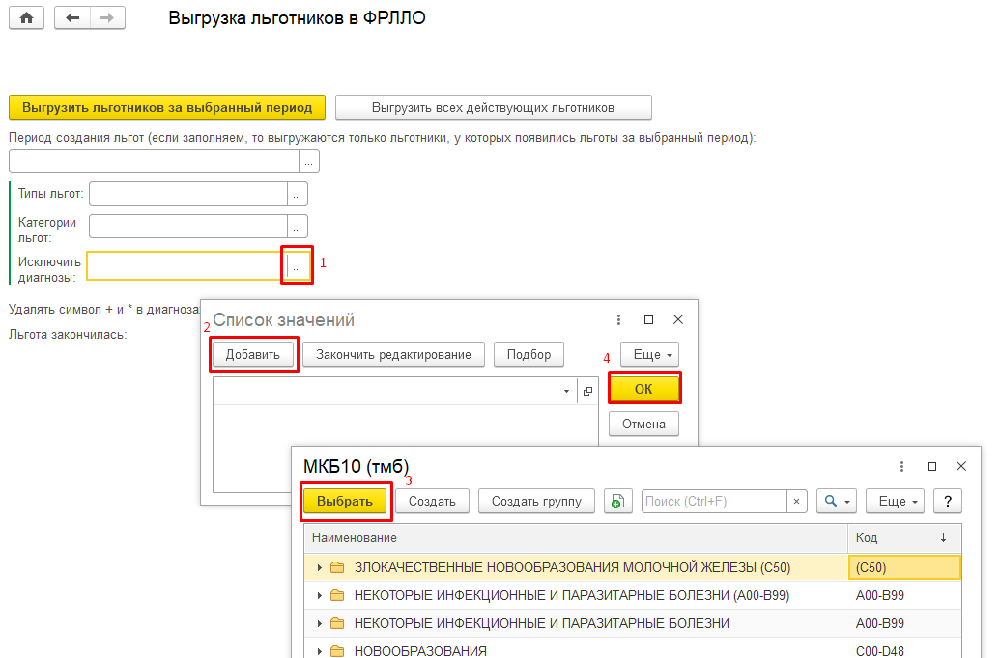 Выгрузка льготников в ФРЛЛО
Выгрузить льготников за выбранный период
Выгрузить всех действующих льготников
Период создания льгот (если заполняем, то выгружаются только льготники, у которых появились льготы за выбранный период):
...
Типы льгот:
...
Категории
льгот:
...
Исключить
диагнозы:
...
1
Удалять символ + и * в диагноза
Льгота закончилась:
2
Список значений
Добавить
Закончить редактирование
Подбор
4
Еще
ОК
Отмена
МКБ10 (тмб)
3
Выбрать
Создать
Создать группу
Поиск (Ctrl+F)
×
Еще
?
Наименование
Код
↓
ЗЛОКАЧЕСТВЕННЫЕ НОВООБРАЗОВАНИЯ МОЛОЧНОЙ ЖЕЛЕЗЫ (C50)
(C50)
НЕКОТОРЫЕ ИНФЕКЦИОННЫЕ И ПАРАЗИТАРНЫЕ БОЛЕЗНИ (A00-B99)
A00-B99
НЕКОТОРЫЕ ИНФЕКЦИОННЫЕ И ПАРАЗИТАРНЫЕ БОЛЕЗНИ
A00-B99
НОВООБРАЗОВАНИЯ
C00-D48